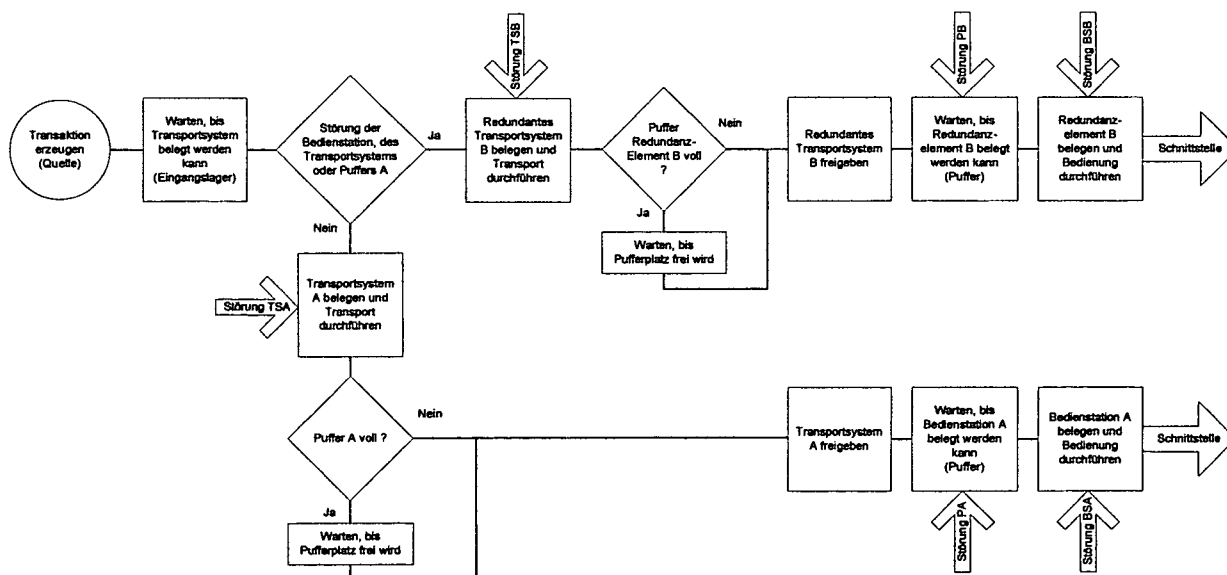 Störung TSB
Störung PB
Störung BSB
Transaktion
erzeugen
(Quelle)
Warten, bis
Transportsystem
belegt werden
kann
(Eingangslager)
Störung der
Bedienstation, des
Transportsystems
oder Puffers A
Ja
Redundantes
Transportsystem
B belegen und
Transport
durchführen
Puffer
Redundanz-
Element B voll
?
Nein
Redundantes
Transportsystem
B freigeben
Warten, bis
Redundanz-
element B belegt
werden kann
(Puffer)
Redundanz-
element B
belegen und
Bedienung
durchführen
Schnittstelle
Ja
Warten, bis
Pufferplatz frei wird
Nein
Störung TSA
Transportsystem
A belegen und
Transport
durchführen
Puffer A voll ?
Nein
Transportsystem
A freigeben
Warten, bis
Bedienstation A
belegt werden
kann
(Puffer)
Bedienstation A
belegen und
Bedienung
durchführen
Schnittstelle
Ja
Warten, bis
Pufferplatz frei wird
Störung PA
Störung BSA